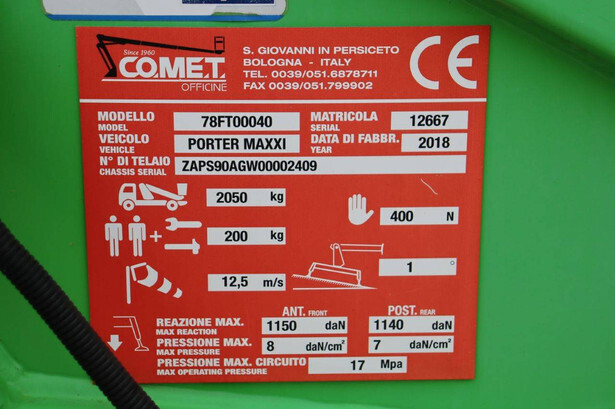 Since 1960
CO.M.E.T.
OFFICINE
S. GIOVANNI IN PERSICETO
BOLOGNA - ITALY
TEL. 0039/051.6878711
FAX 0039/051.799902
CE
MODELLO 78FT00040 MATRICOLA 12667
MODEL SERIAL
VEICOLO PORTER MAXXI DATA DI FABBR. 2018
VEHICLE YEAR
N° DI TELAIO ZAPS90AGW00002409
CHASSIS SERIAL
2050 kg
400 N
200 kg
1 °
12,5 m/s
ANT. FRONT POST. REAR
REAZIONE MAX. 1150 daN 1140 daN
MAX REACTION
PRESSIONE MAX. 8 daN/cm² 7 daN/cm²
MAX PRESSURE
PRESSIONE MAX. CIRCUITO 17 Mpa
MAX OPERATING PRESSURE